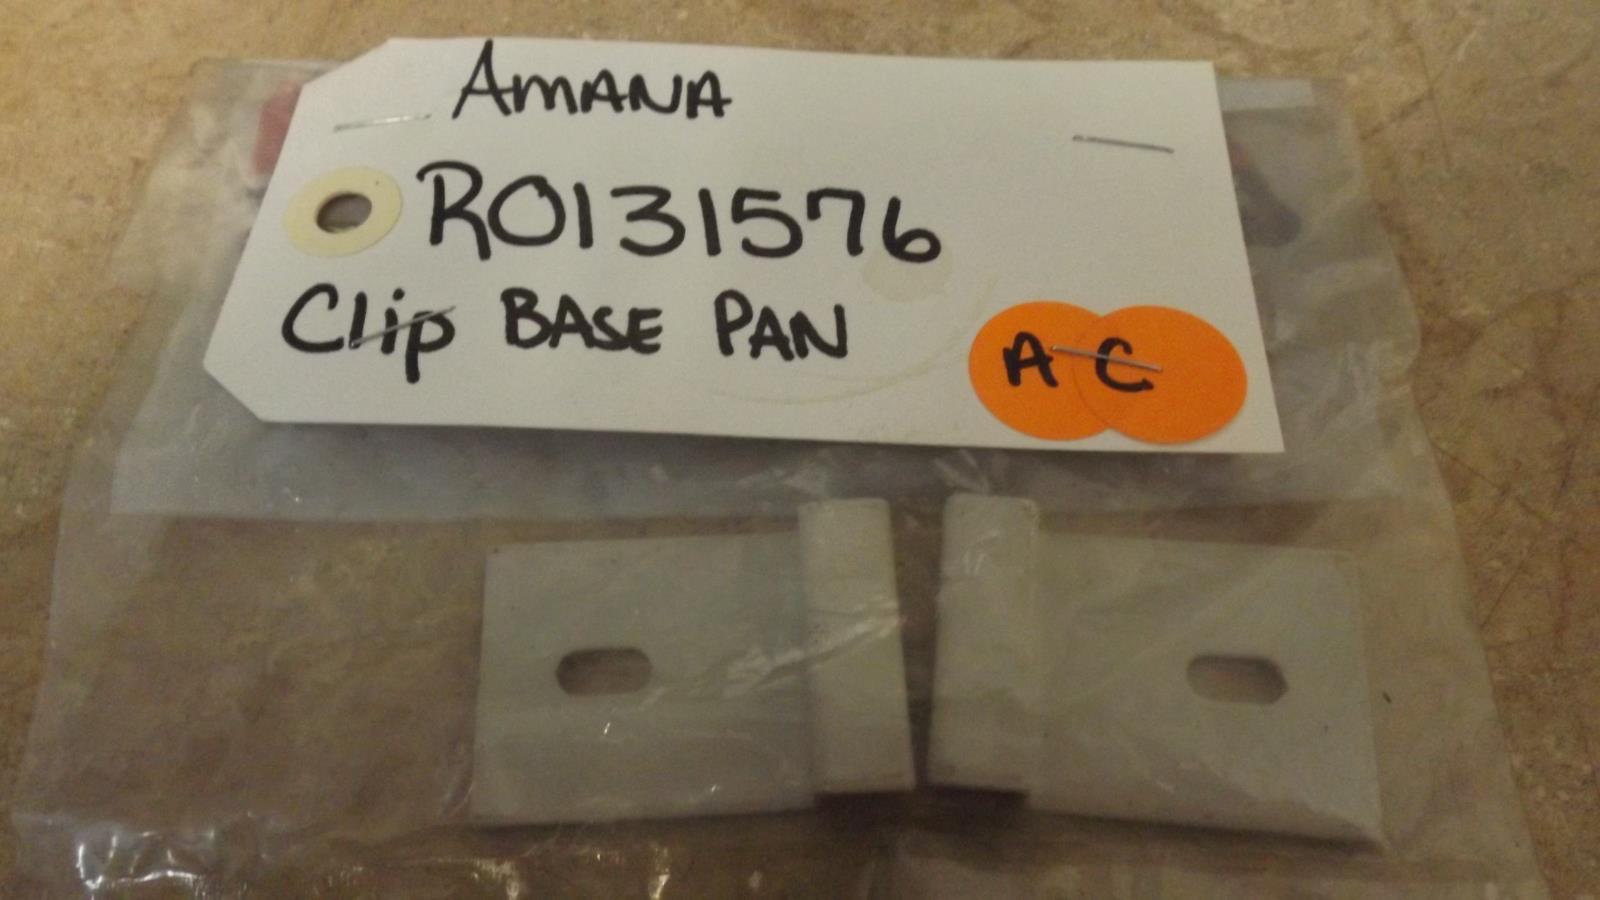 AMANA
R0131576
Clip BASE PAN
A C